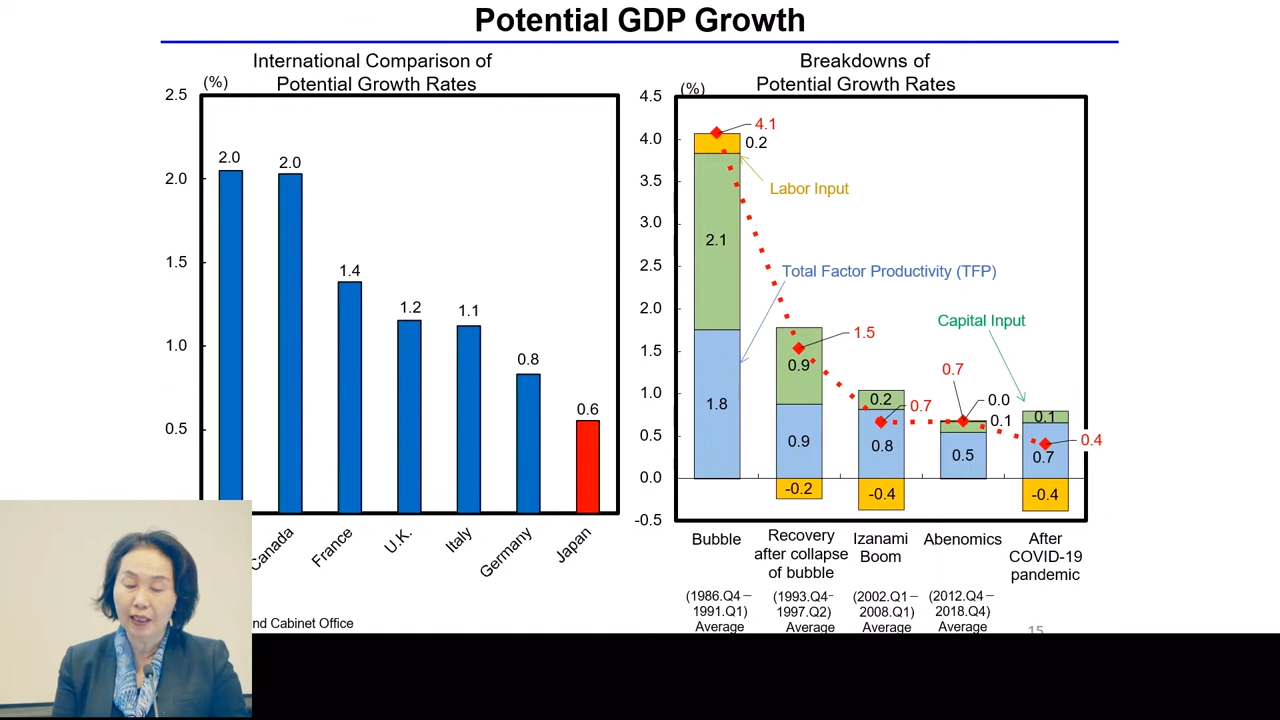 Potential GDP Growth
International Comparison of
Potential Growth Rates
(%)
2.5
2.0
1.5
1.0
0.5
2.0
2.0
1.4
1.2
1.1
0.8
0.6
Canada
France
U.K.
Italy
Germany
Japan
nd Cabinet Office
Breakdowns of
Potential Growth Rates
(%)
4.5
4.0
3.5
3.0
2.5
2.0
1.5
1.0
0.5
0.0
-0.5
4.1
0.2
Labor Input
2.1
Total Factor Productivity (TFP)
1.8
Capital Input
1.5
0.9
0.9
-0.2
0.7
0.2
0.8
-0.4
0.7
0.0
0.1
0.5
0.1
0.4
0.7
-0.4
Bubble
Recovery
after collapse
of bubble
Izanami
Boom
Abenomics
After
COVID-19
pandemic
(1986.Q4－
1991.Q1)
Average
(1993.Q4-
1997.Q2)
Average
(2002.Q1－
2008.Q1)
Average
(2012.Q4－
2018.Q4)
Average
15